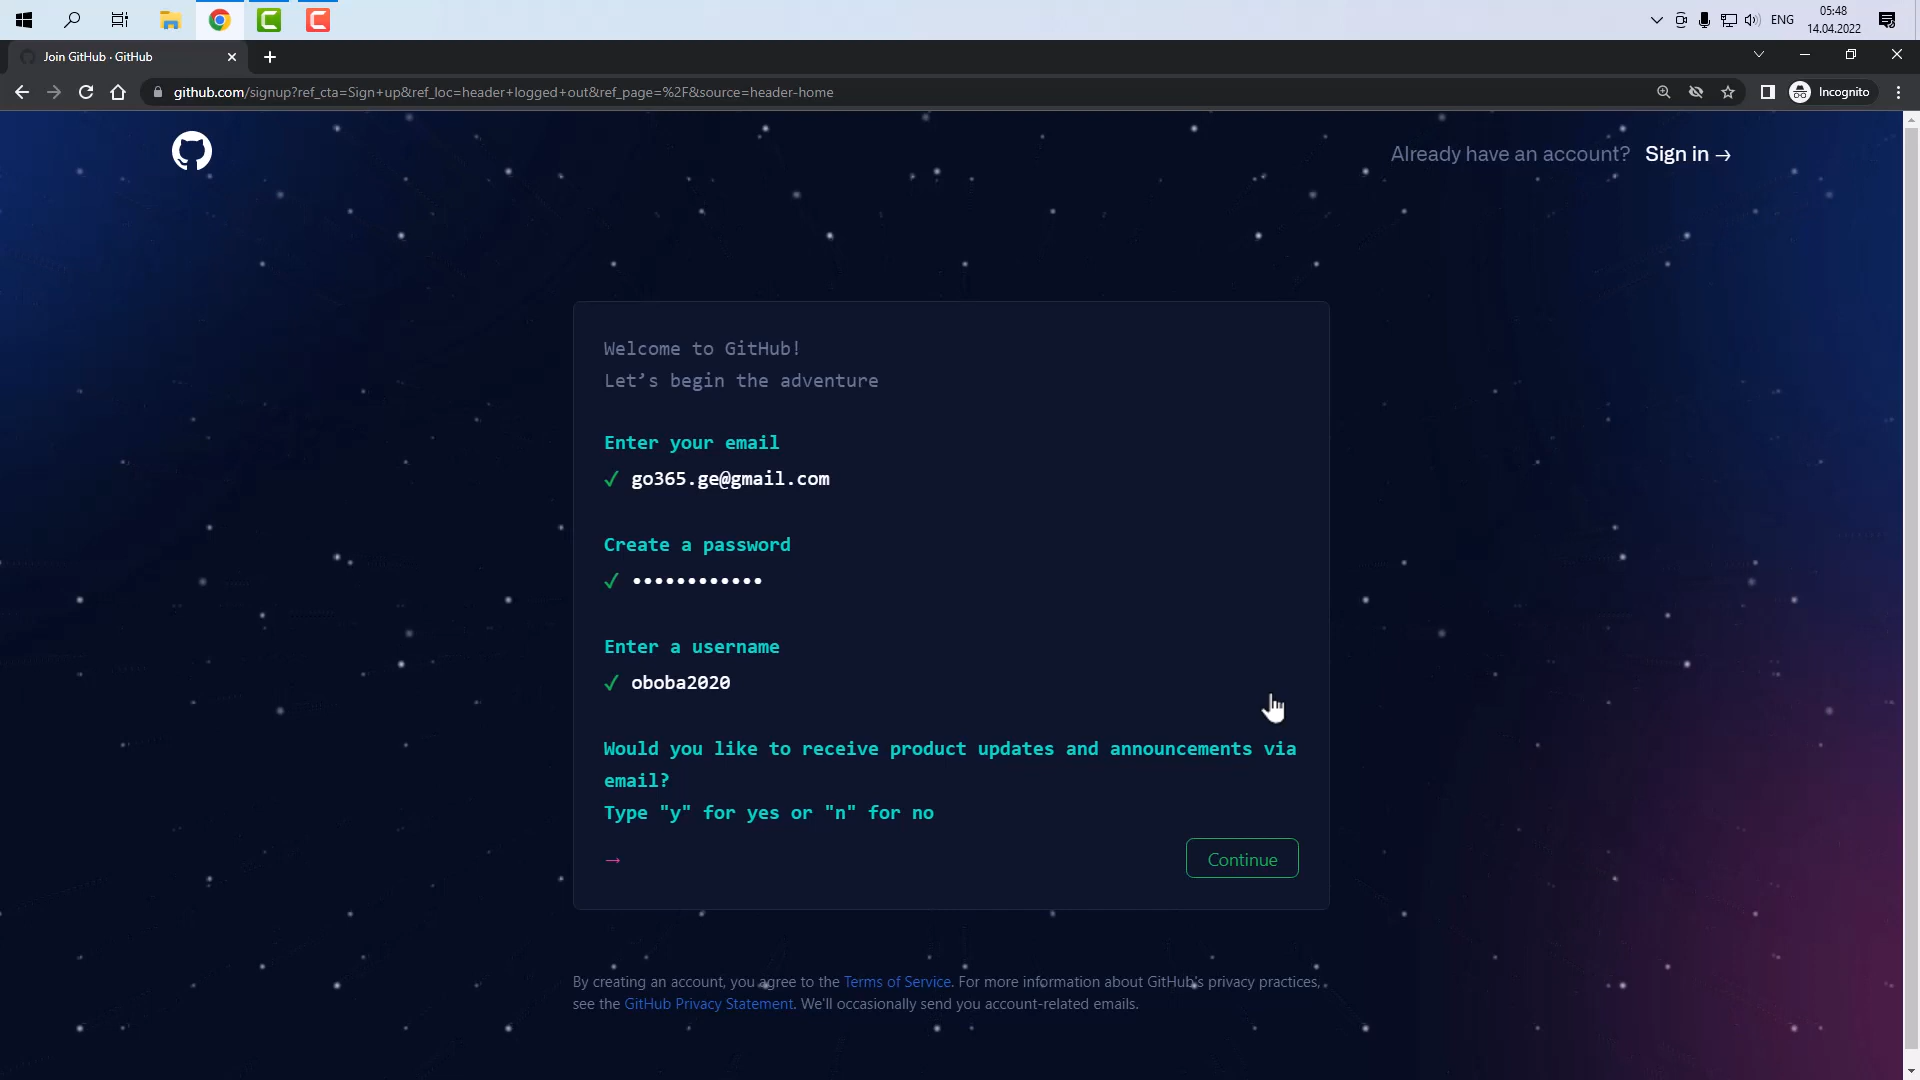 ENG
05:48
14.04.2022
Join GitHub · GitHub
github.com/signup?ref_cta=Sign+up&ref_loc=header+logged+out&ref_page=%2F&source=header-home
Incognito
Already have an account? Sign in →
Welcome to GitHub!
Let’s begin the adventure
Enter your email
✓ go365.ge@gmail.com
Create a password
✓ ••••••••••••
Enter a username
✓ oboba2020
Would you like to receive product updates and announcements via
email?
Type "y" for yes or "n" for no
→
Continue
By creating an account, you agree to the Terms of Service. For more information about GitHub's privacy practices,
see the GitHub Privacy Statement. We'll occasionally send you account-related emails.